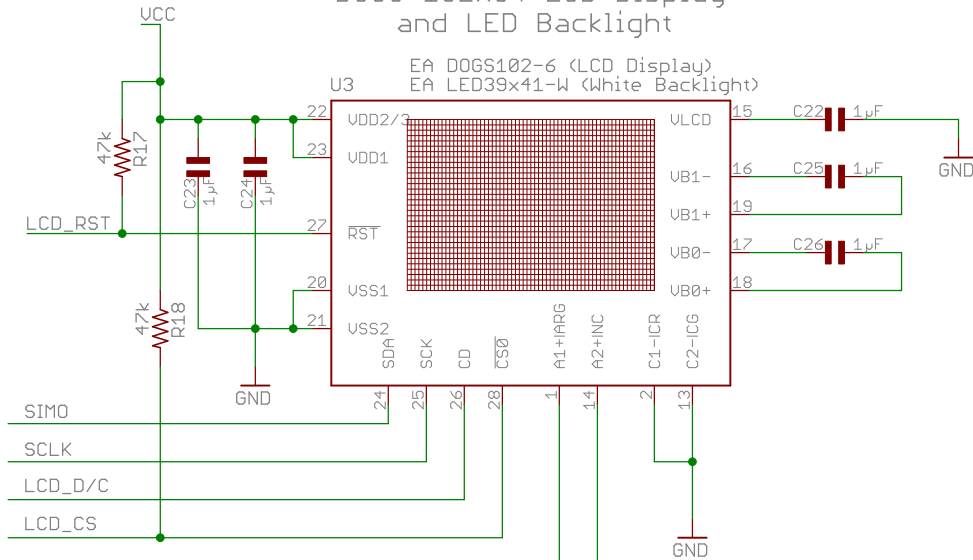 VCC
and LED Backlight
EA DOGS102-6 (LCD Display)
U3
EA LED39x41-W (White Backlight)
22
VDD2/3
VLCD
15
C22
1µF
47k
R17
23
VDD1
C23
1µF
C24
1µF
VB1-
16
C25
1µF
GND
VB1+
19
LCD_RST
27
RST
VB0-
17
C26
1µF
20
VSS1
VB0+
18
47k
R18
21
VSS2
SDA
SCK
CD
CS0
A1+IARG
A2+INC
C1-ICR
C2-ICG
GND
24
25
26
28
1
14
2
13
SIMO
SCLK
LCD_D/C
LCD_CS
GND